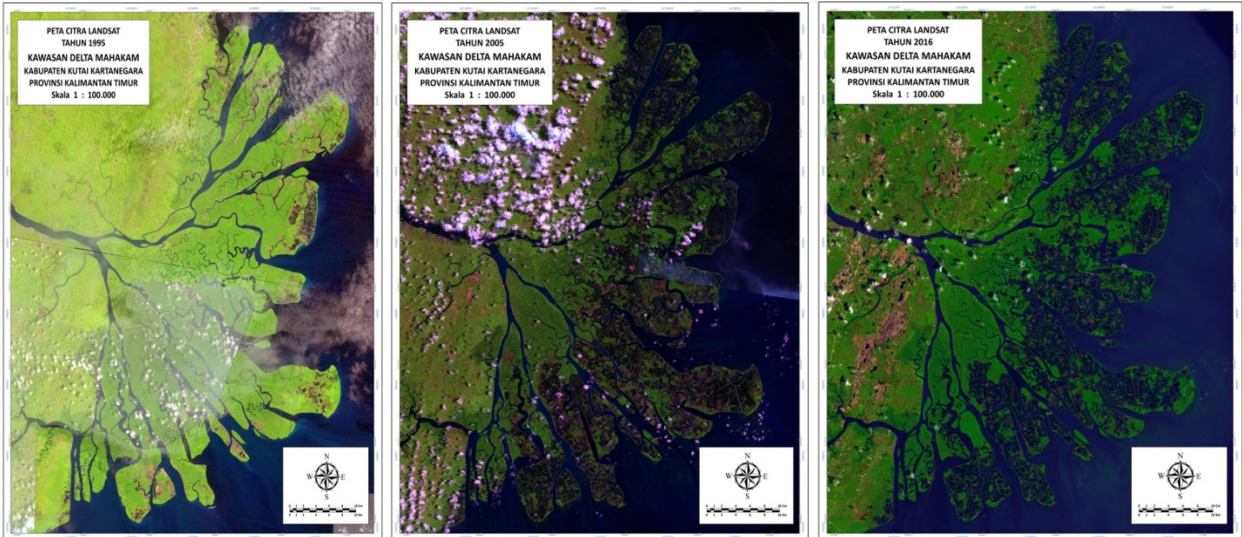 PETA CITRA LANDSAT
TAHUN 1995
KAWASAN DELTA MAHAKAM
KABUPATEN KUTAI KARTANEGARA
PROVINSI KALIMANTAN TIMUR
Skala 1 : 100.000
N
W E
S
PETA CITRA LANDSAT
TAHUN 2005
KAWASAN DELTA MAHAKAM
KABUPATEN KUTAI KARTANEGARA
PROVINSI KALIMANTAN TIMUR
Skala 1 : 100.000
N
W E
S
PETA CITRA LANDSAT
TAHUN 2016
KAWASAN DELTA MAHAKAM
KABUPATEN KUTAI KARTANEGARA
PROVINSI KALIMANTAN TIMUR
Skala 1 : 100.000
N
W E
S